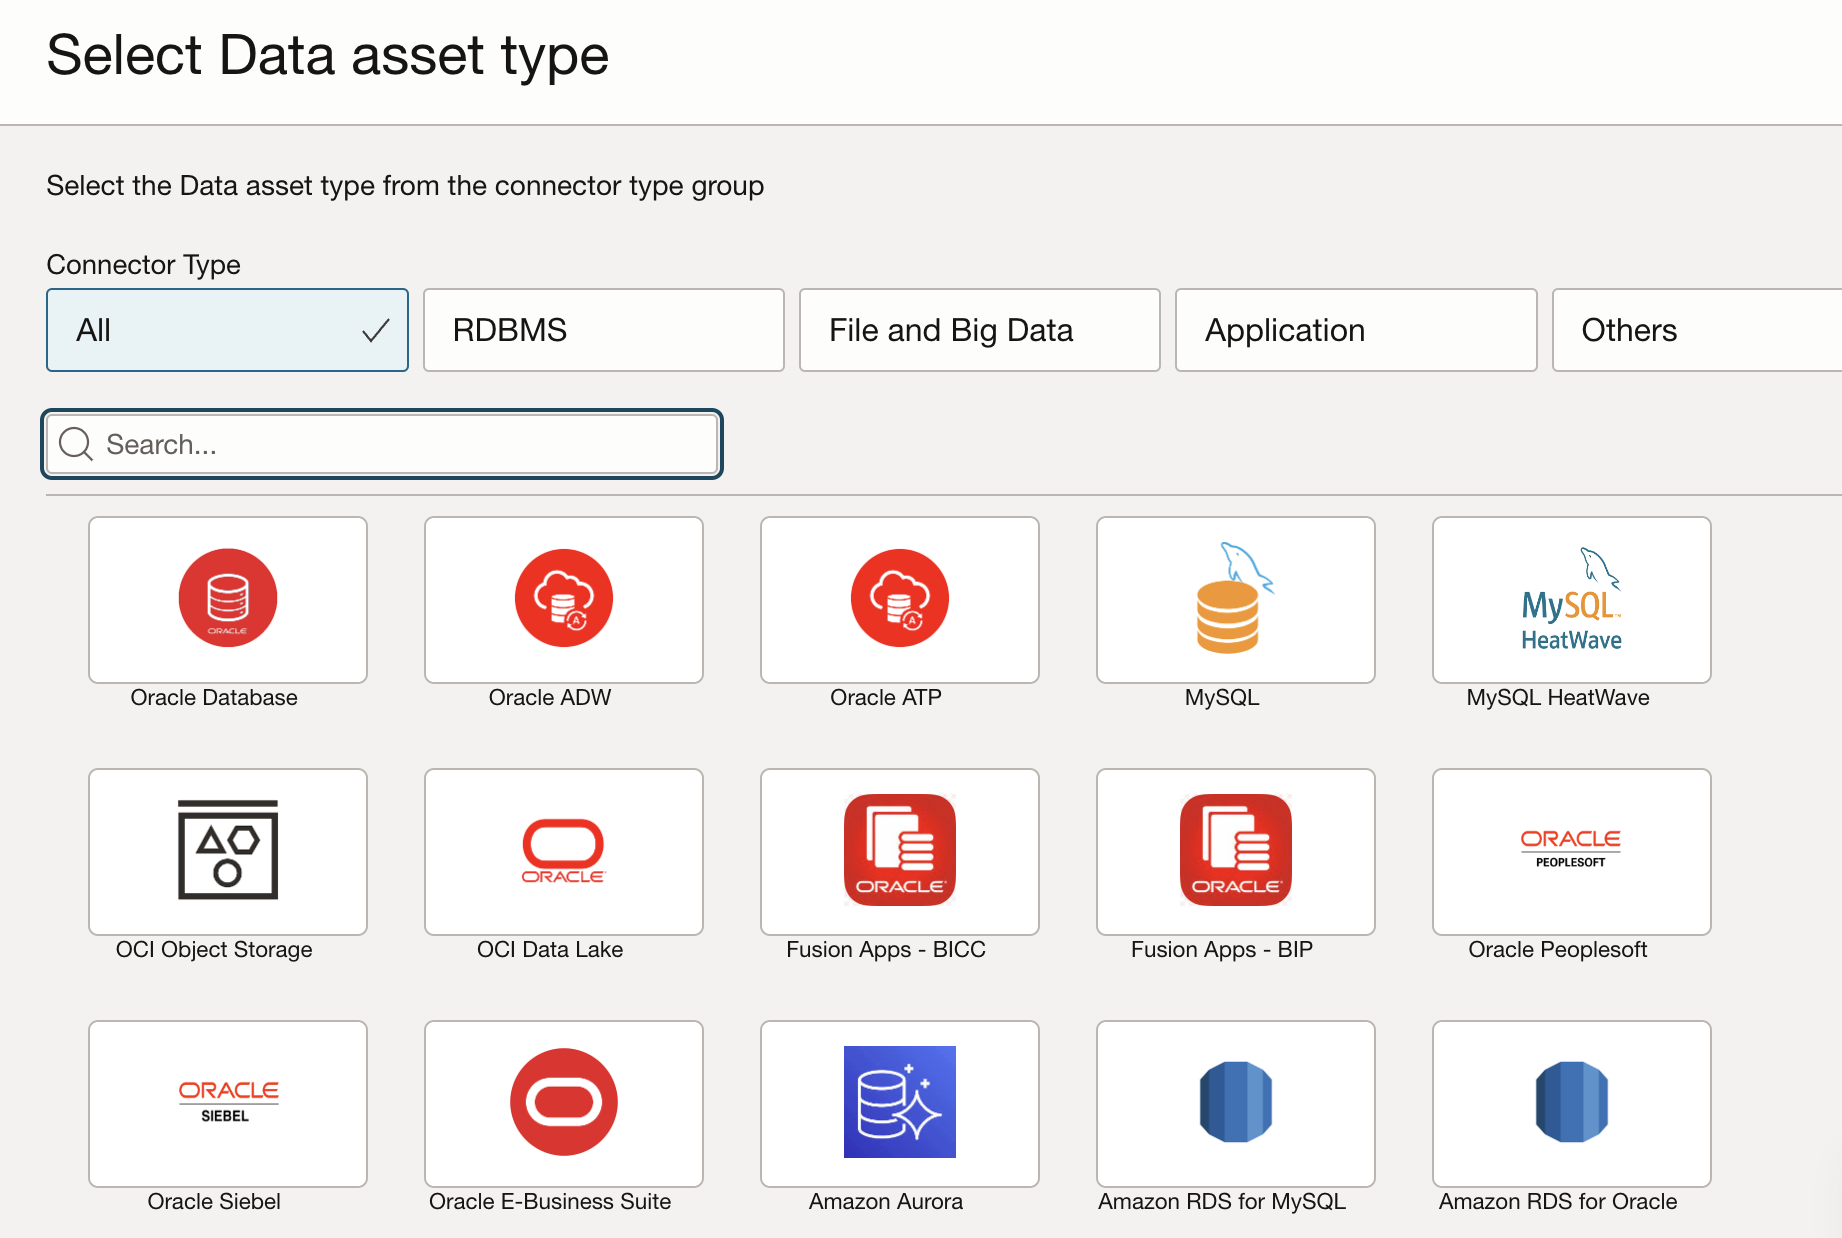 Select Data asset type
Select the Data asset type from the connector type group
Connector Type
All
RDBMS
File and Big Data
Application
Others
Search...
ORACLE
MySQL™
HeatWave
Oracle Database
Oracle ADW
Oracle ATP
MySQL
MySQL HeatWave
ORACLE
ORACLE
ORACLE
ORACLE
PEOPLESOFT
OCI Object Storage
OCI Data Lake
Fusion Apps - BICC
Fusion Apps - BIP
Oracle Peoplesoft
ORACLE
SIEBEL
Oracle Siebel
Oracle E-Business Suite
Amazon Aurora
Amazon RDS for MySQL
Amazon RDS for Oracle